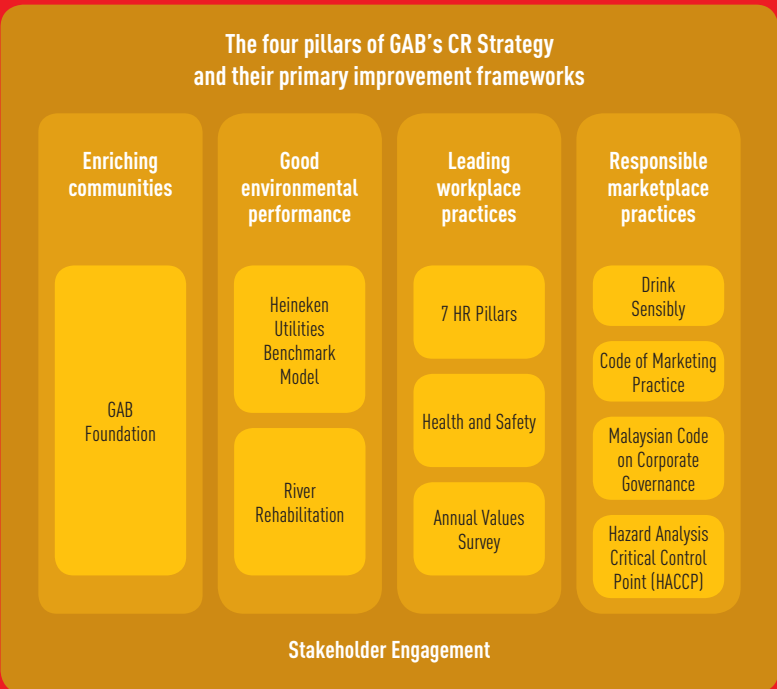 The four pillars of GAB's CR Strategy
and their primary improvement frameworks
Enriching
communities
GAB
Foundation
Good
environmental
performance
Heineken
Utilities
Benchmark
Model
River
Rehabilitation
Leading
workplace
practices
7 HR Pillars
Health and Safety
Annual Values
Survey
Responsible
marketplace
practices
Drink
Sensibly
Code of Marketing
Practice
Malaysian Code
on Corporate
Governance
Hazard Analysis
Critical Control
Point (HACCP)
Stakeholder Engagement